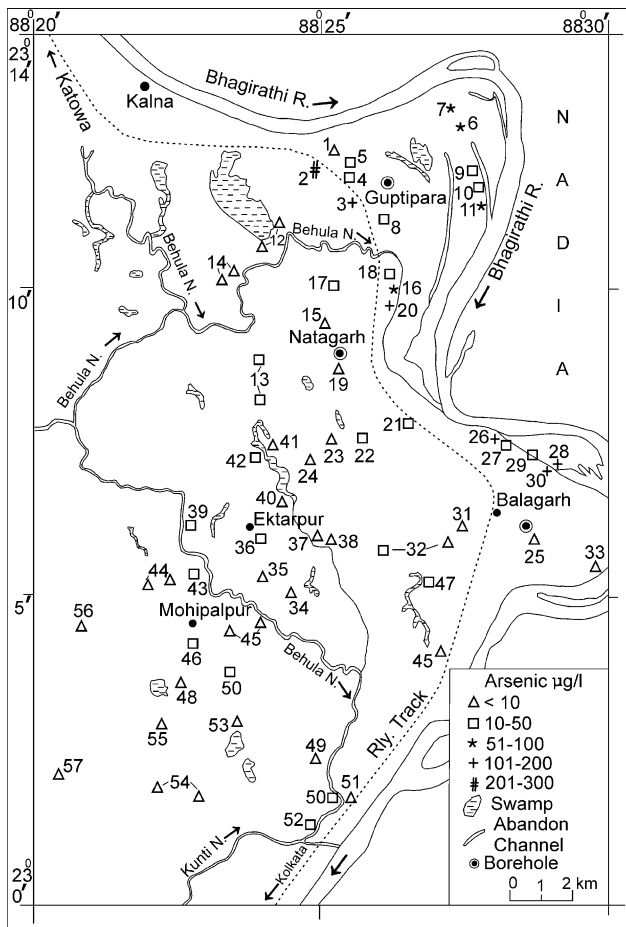 88° 20′
88° 25′
88° 30′
23° 14′
Katowa
Kalna
Bhagirathi R.
7
6
N
1
5
2
4
9
10
A
Guptipara
3
11
8
12
Behula N
D
Bhagirathi R.
14
Behula N.
18
10′
17
16
I
20
15
Natagarh
Behula N.
19
A
13
21
41
26
28
42
23
22
27
29
24
30
40
Balagarh
39
Ektarpur
31
36
37
38
32
25
33
44
43
35
47
5′
34
56
Mohipalpur
45
46
Behula N
45
50
48
Rly. Track
Arsenic µg/l
< 10
10-50
51-100
101-200
201-300
Swamp
Abandon
Channel
Borehole
0 1 2 km
55
53
49
57
54
50
51
52
Kunti N
Kolkata
23° 0′